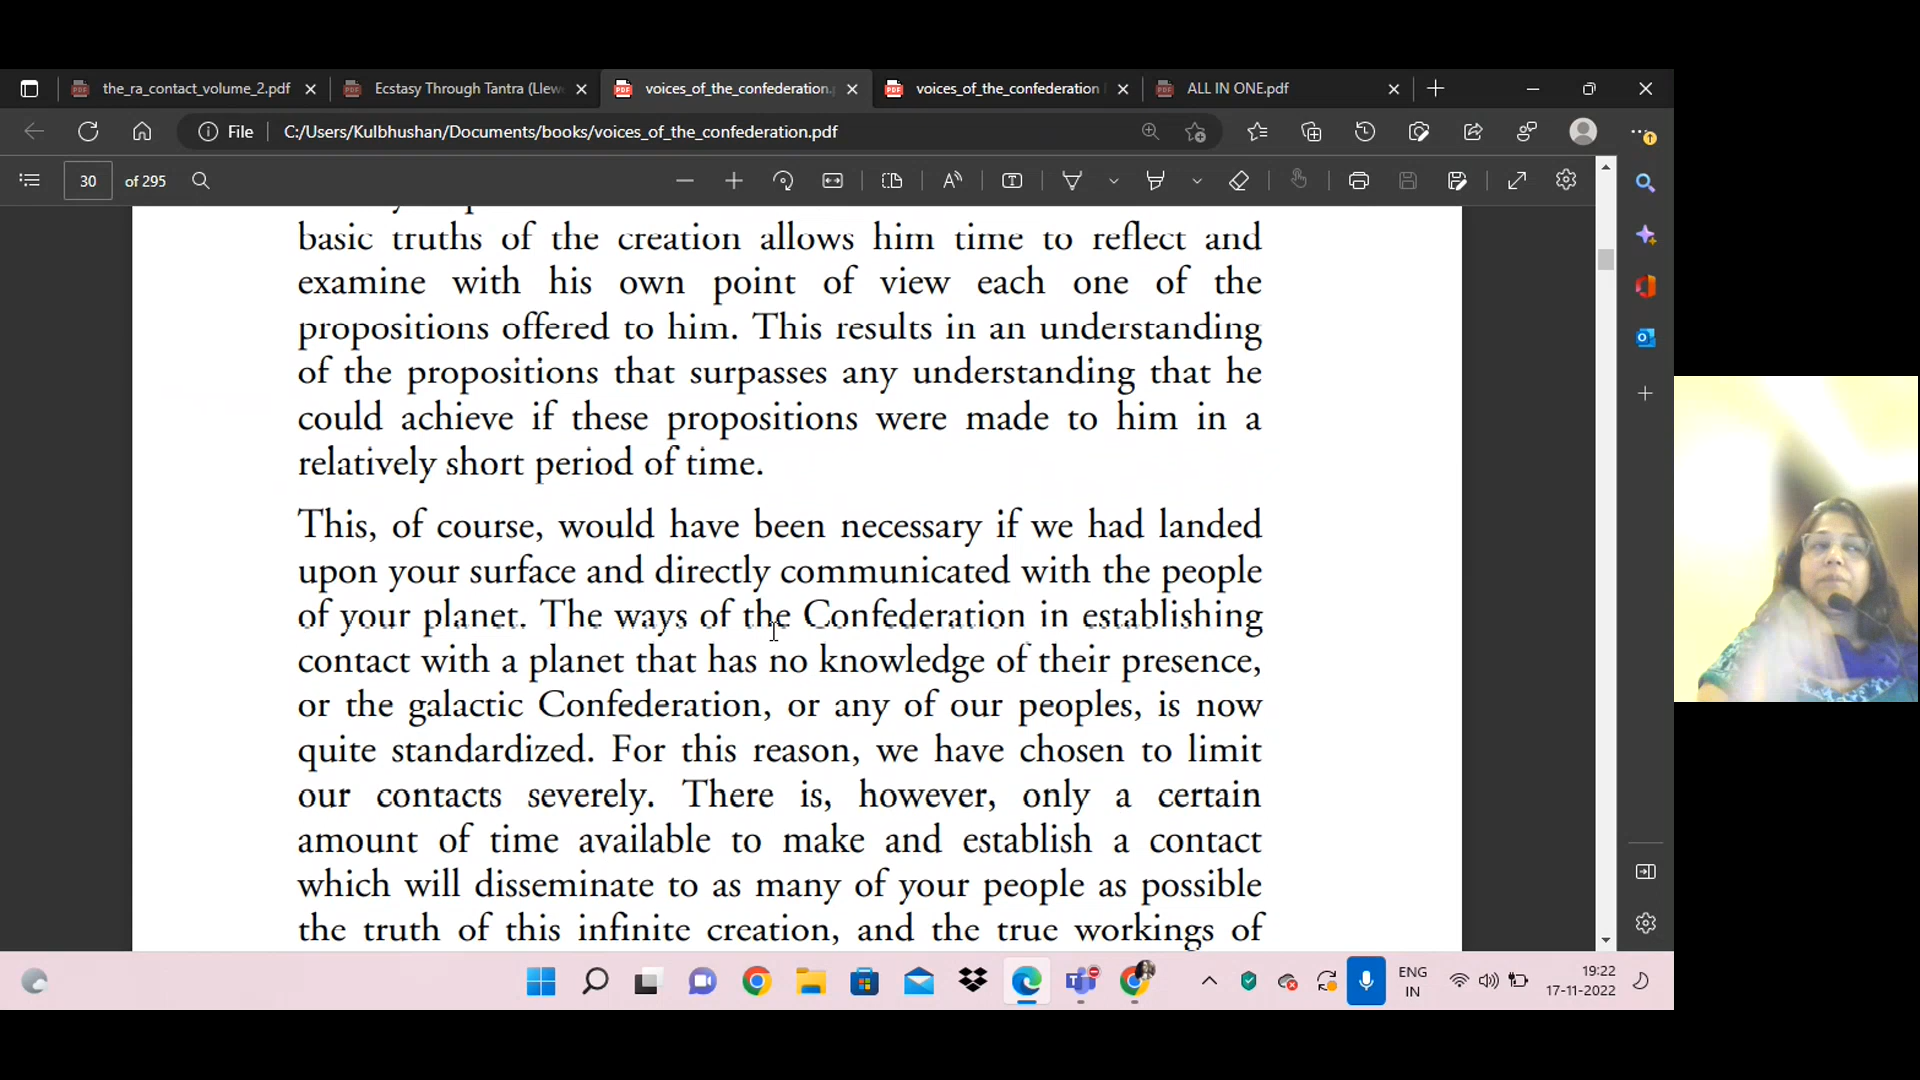 the_ra_contact_volume_2.pdf
Ecstasy Through Tantra (Llew
voices_of_the_confederation.
voices_of_the_confederation
ALL IN ONE.pdf
File
C:/Users/Kulbhushan/Documents/books/voices_of_the_confederation.pdf
30 of 295
basic truths of the creation allows him time to reflect and
examine with his own point of view each one of the
propositions offered to him. This results in an understanding
of the propositions that surpasses any understanding that he
could achieve if these propositions were made to him in a
relatively short period of time.
This, of course, would have been necessary if we had landed
upon your surface and directly communicated with the people
of your planet. The ways of the Confederation in establishing
contact with a planet that has no knowledge of their presence,
or the galactic Confederation, or any of our peoples, is now
quite standardized. For this reason, we have chosen to limit
our contacts severely. There is, however, only a certain
amount of time available to make and establish a contact
which will disseminate to as many of your people as possible
the truth of this infinite creation, and the true workings of
ENG
IN
19:22
17-11-2022